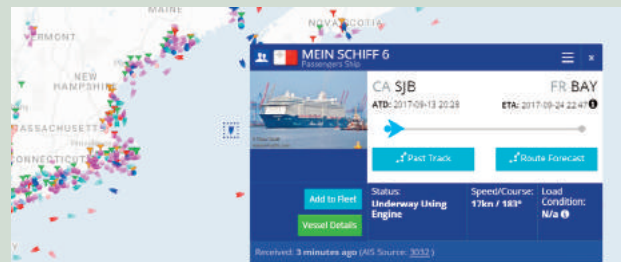 MAINE
VERMONT
NOVA SCOTIA
NEW
HAMPSHIRE
MASSACHUSETTS
CONNECTICUT
MEIN SCHIFF 6
Passengers Ship
×
CA SJB
FR BAY
ATD: 2017-09-13 20:28
ETA: 2017-09-24 22:47
Past Track
Route Forecast
Add to Fleet
Vessel Details
Status:
Underway Using
Engine
Speed/Course:
17kn / 183°
Load
Condition:
N/a
Received: 3 minutes ago (AIS Source: 3032)